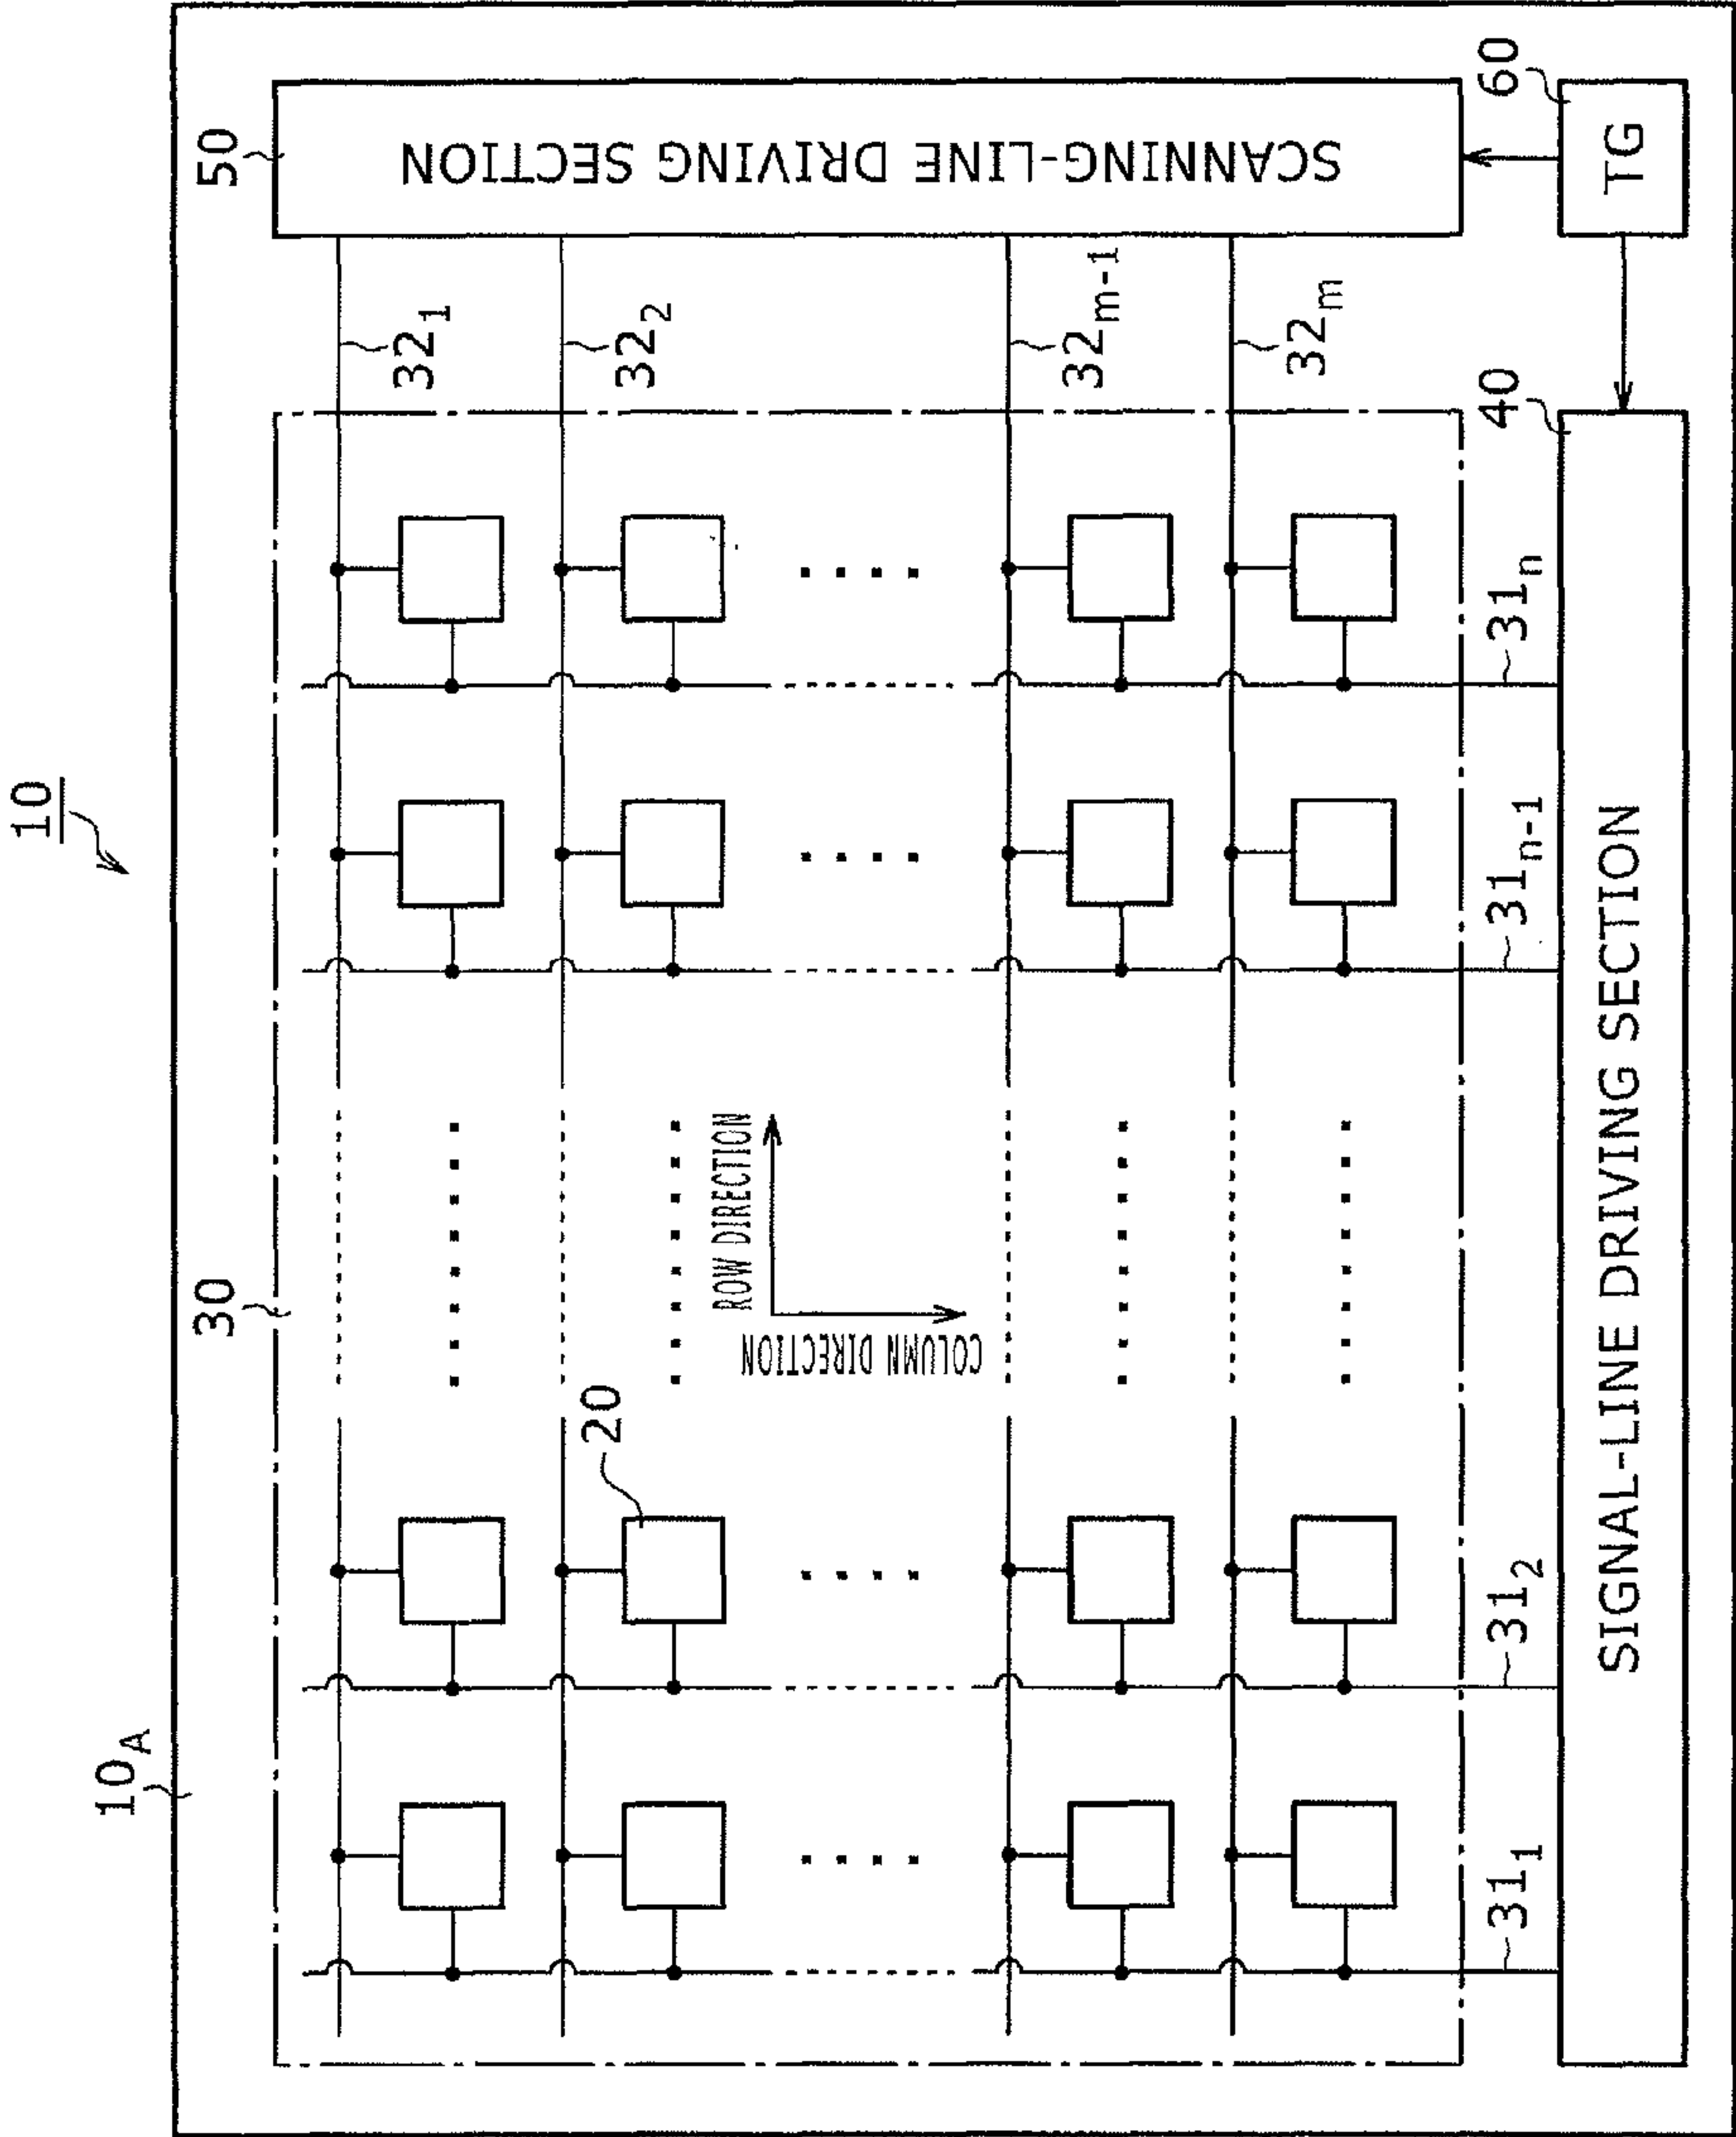 10
10A
30
50
SCANNING-LINE DRIVING SECTION
32₁
32₂
20
ROW DIRECTION
COLUMN DIRECTION
32m-1
32m
31₁
31₂
31n-1
31n
40
60
SIGNAL-LINE DRIVING SECTION
TG